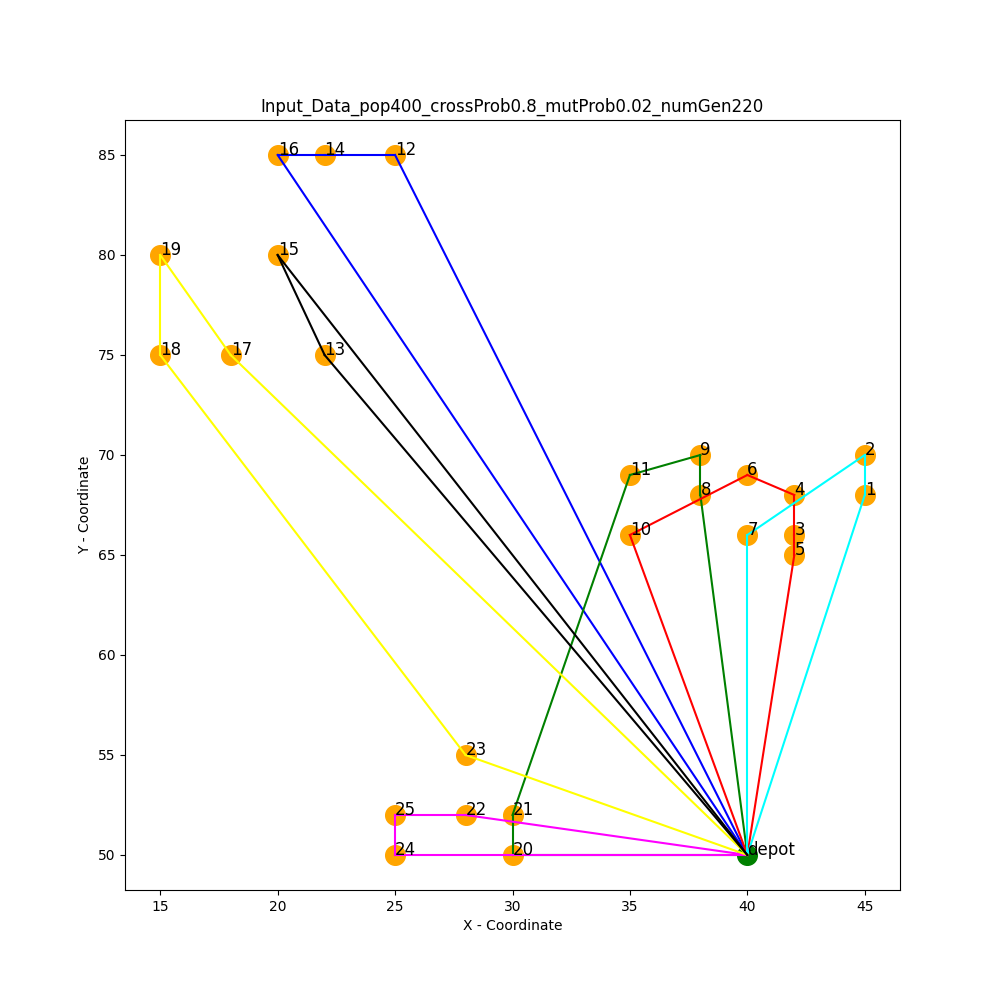 Input_Data_pop400_crossProb0.8_mutProb0.02_numGen220
85
80
75
70
65
60
55
50
Y - Coordinate
16 14 12
19 15
18 17 13
9 2
11 6
8 4 1
10 7 3
5
23
25 22 21
24 20 depot
15 20 25 30 35 40 45
X - Coordinate